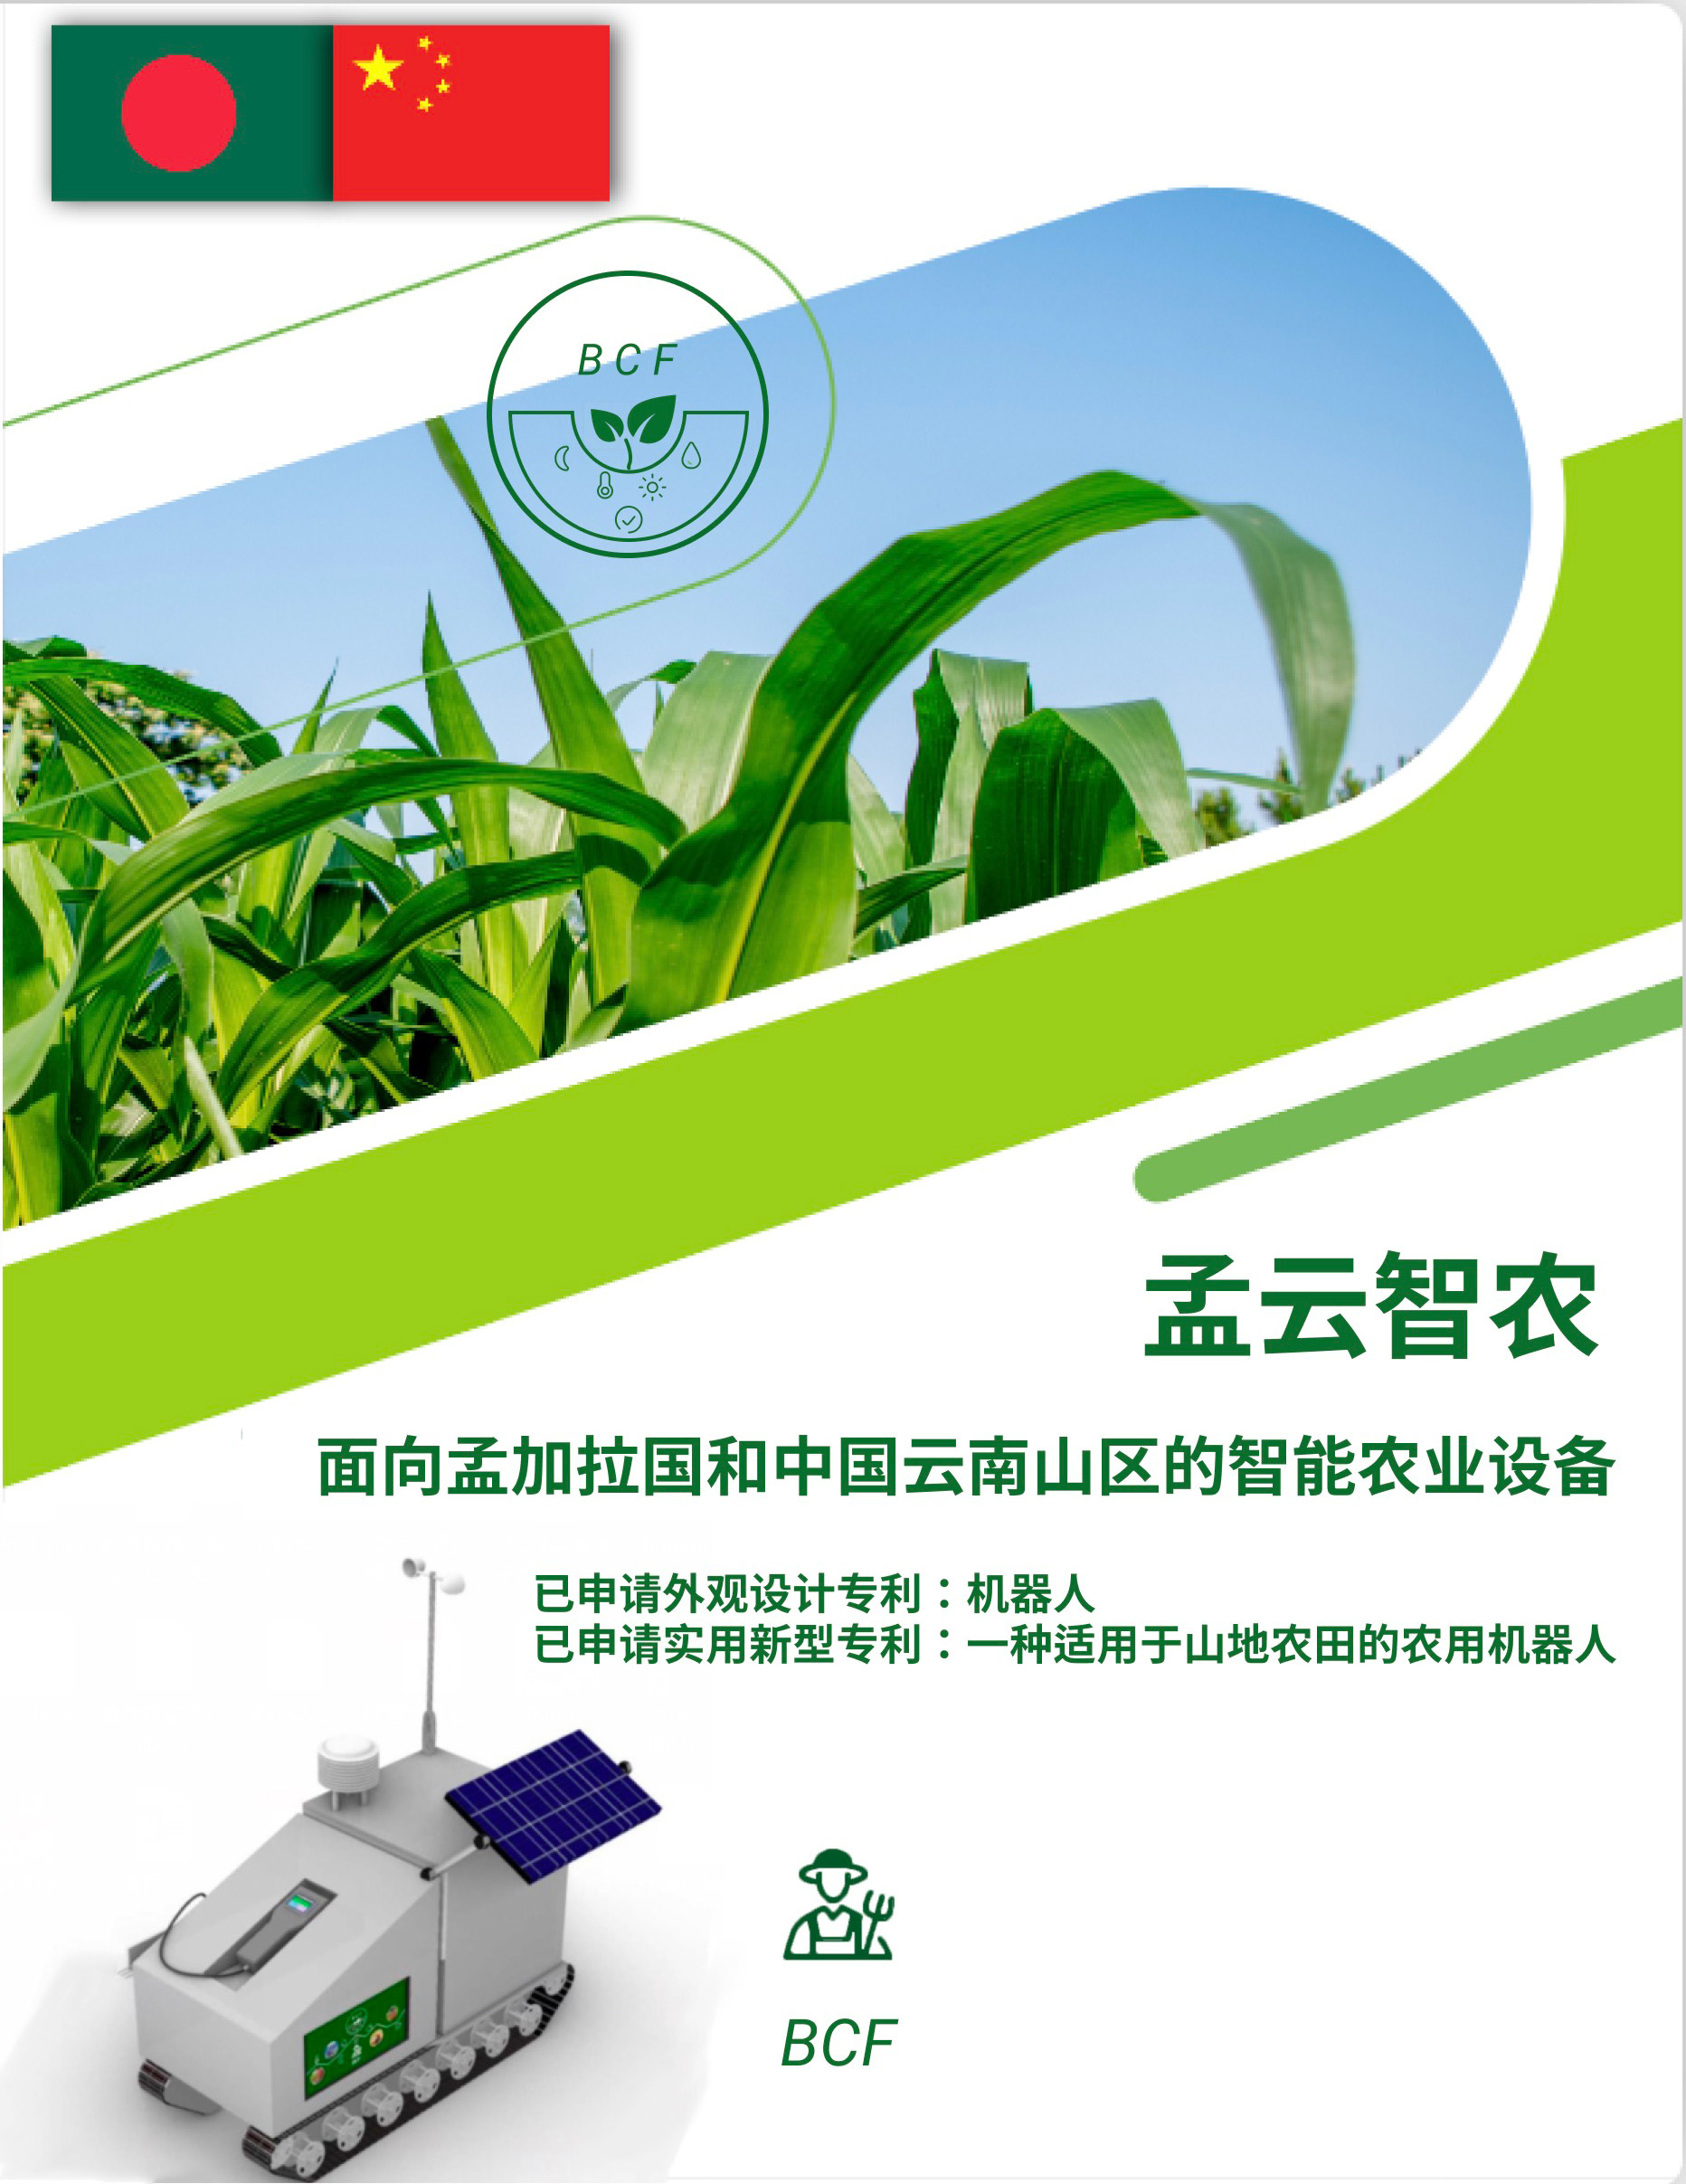 BCF
孟云智农
面向孟加拉国和中国云南山区的智能农业设备
已申请外观设计专利：机器人
已申请实用新型专利：一种适用于山地农田的农用机器人
BCF